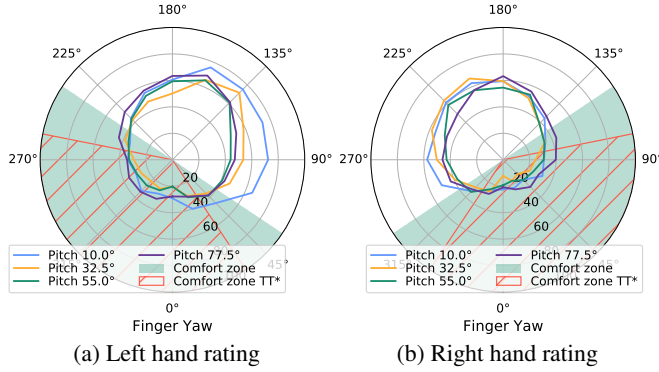 180°
180°
225°
135°
225°
135°
270°
90°
270°
90°
20
40
60
20
40
60
315°
45°
Pitch 10.0°
Pitch 32.5°
Pitch 55.0°
Pitch 77.5°
Comfort zone
Comfort zone TT*
Pitch 10.0°
Pitch 32.5°
Pitch 55.0°
Pitch 77.5°
Comfort zone
Comfort zone TT*
0°
0°
Finger Yaw
Finger Yaw
(a) Left hand rating
(b) Right hand rating